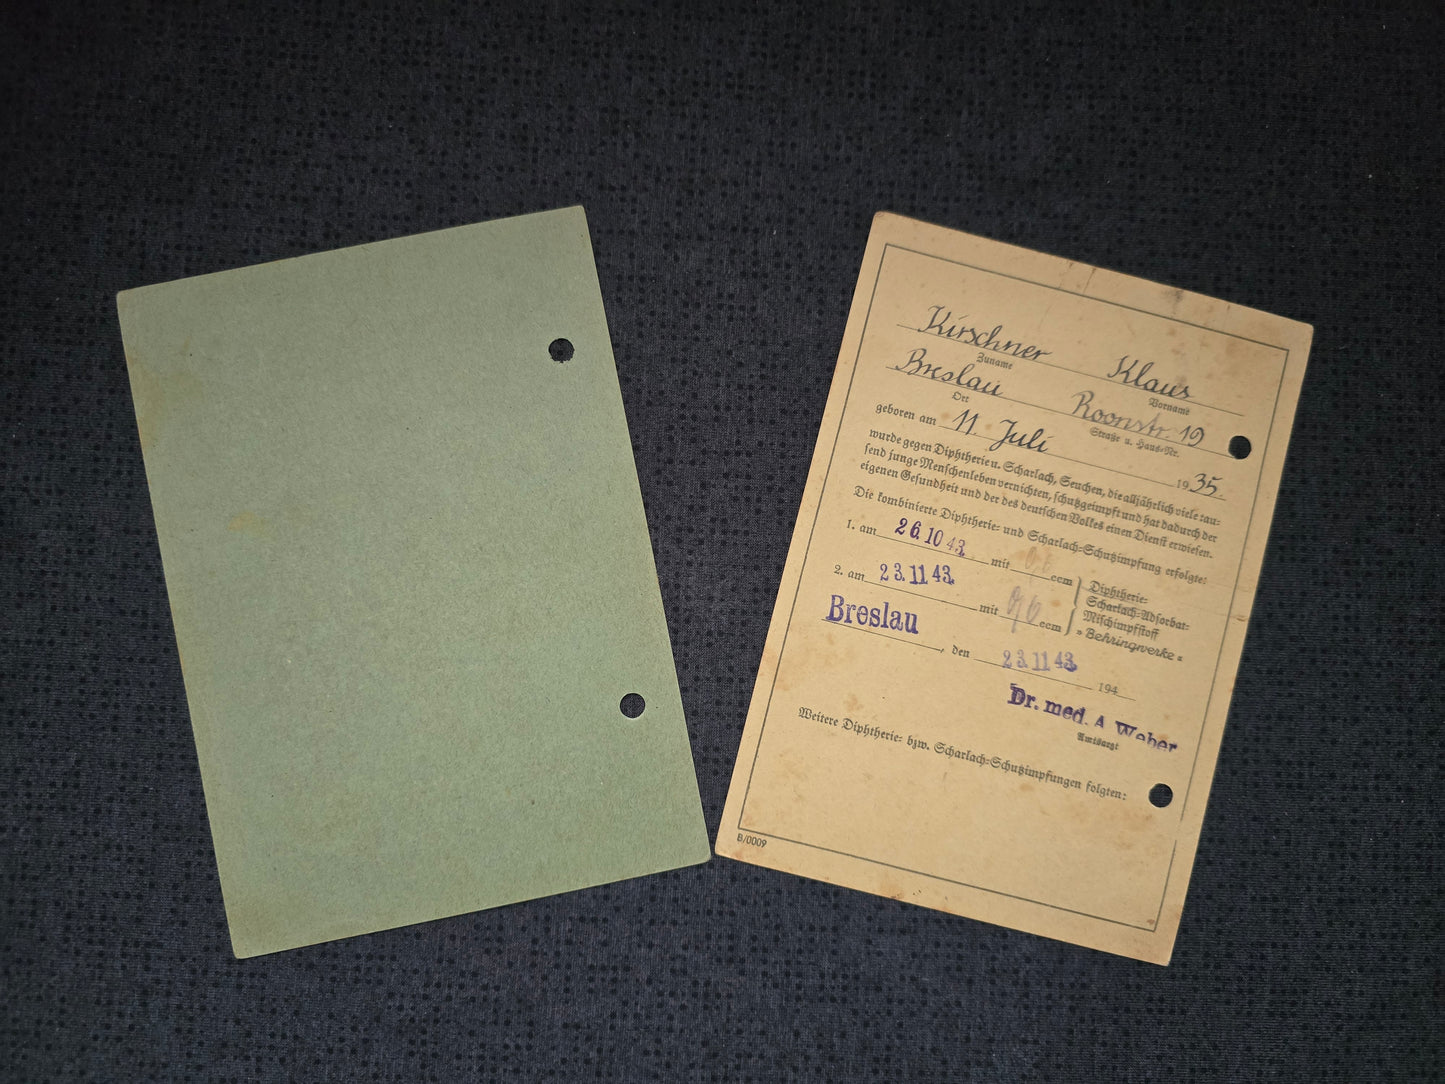 Kirschner Klaus
Zuname Vorname
Breslau Roonstr. 19
Ort Straße u. Haus-Nr.
geboren am 11. Juli 1935.
wurde gegen Diphtherie u. Scharlach, Seuchen, die alljährlich viele tau-
send junge Menschenleben vernichten, schutzgeimpft und hat dadurch der
eigenen Gesundheit und der des deutschen Volkes einen Dienst erwiesen.
Die kombinierte Diphtherie- und Scharlach-Schutzimpfung erfolgte:
1. am 26.10.43. mit ccm
2. am 23.11.43. mit 0,6 ccm
Diphtherie-
Scharlach-Adsorbat-
Mischimpfstoff
„Behringwerke“
Breslau, den 23.11.43. 194
Dr. med. A. Weber
Amtsarzt
Weitere Diphtherie- bzw. Scharlach-Schutzimpfungen folgten:
B/0009